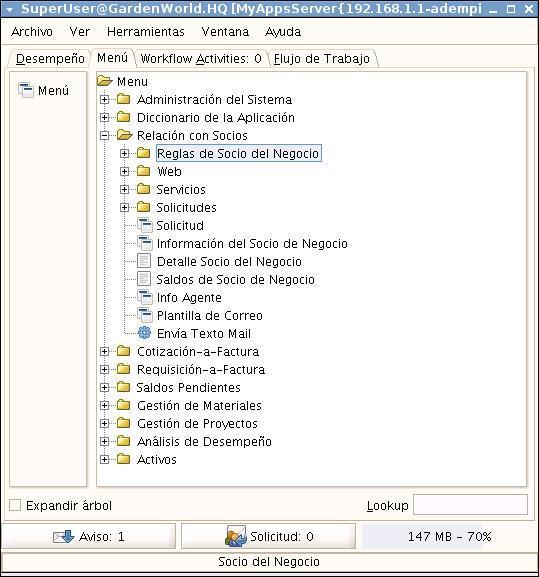 SuperUser@GardenWorld.HQ [MyAppsServer{192.168.1.1-adempi
Archivo Ver Herramientas Ventana Ayuda
Desempeño Menú Workflow Activities: 0 Flujo de Trabajo
Menú
Menu
Administración del Sistema
Diccionario de la Aplicación
Relación con Socios
Reglas de Socio del Negocio
Web
Servicios
Solicitudes
Solicitud
Información del Socio de Negocio
Detalle Socio del Negocio
Saldos de Socio de Negocio
Info Agente
Plantilla de Correo
Envía Texto Mail
Cotización-a-Factura
Requisición-a-Factura
Saldos Pendientes
Gestión de Materiales
Gestión de Proyectos
Análisis de Desempeño
Activos
Expandir árbol Lookup
Aviso: 1 Solicitud: 0 147 MB - 70%
Socio del Negocio